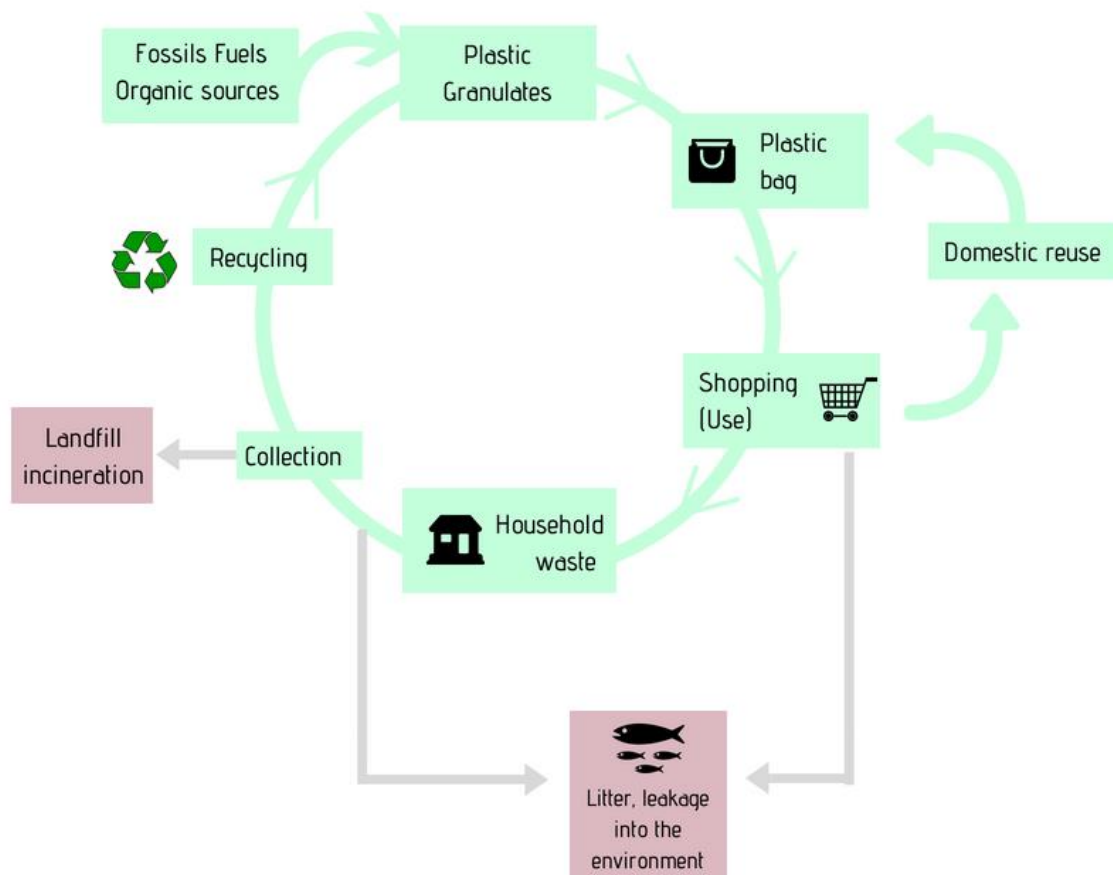 Fossils Fuels
Organic sources
Plastic
Granulates
Plastic
bag
Domestic reuse
Shopping
(Use)
Household
waste
Collection
Landfill
incineration
Recycling
Litter, leakage
into the
environment